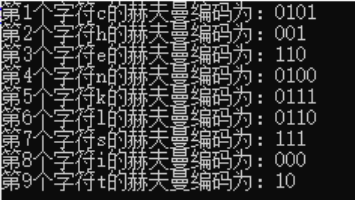 第1个字符c的赫夫曼编码为：0101
第2个字符h的赫夫曼编码为：001
第3个字符e的赫夫曼编码为：110
第4个字符n的赫夫曼编码为：0100
第5个字符k的赫夫曼编码为：0111
第6个字符l的赫夫曼编码为：0110
第7个字符s的赫夫曼编码为：111
第8个字符i的赫夫曼编码为：000
第9个字符t的赫夫曼编码为：10